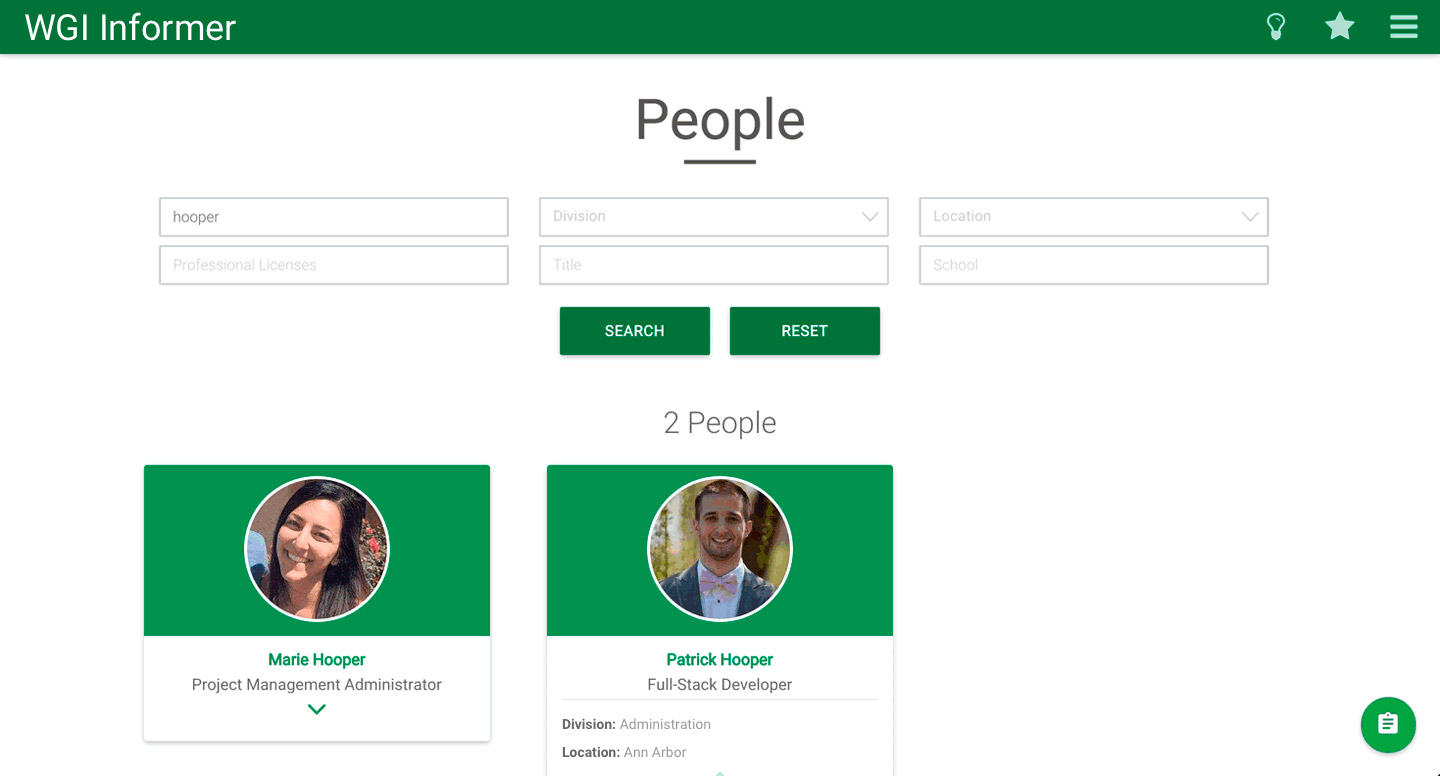 WGI Informer
People
hooper
Division
Location
Professional Licenses
Title
School
SEARCH
RESET
2 People
Marie Hooper
Project Management Administrator
Patrick Hooper
Full-Stack Developer
Division: Administration
Location: Ann Arbor